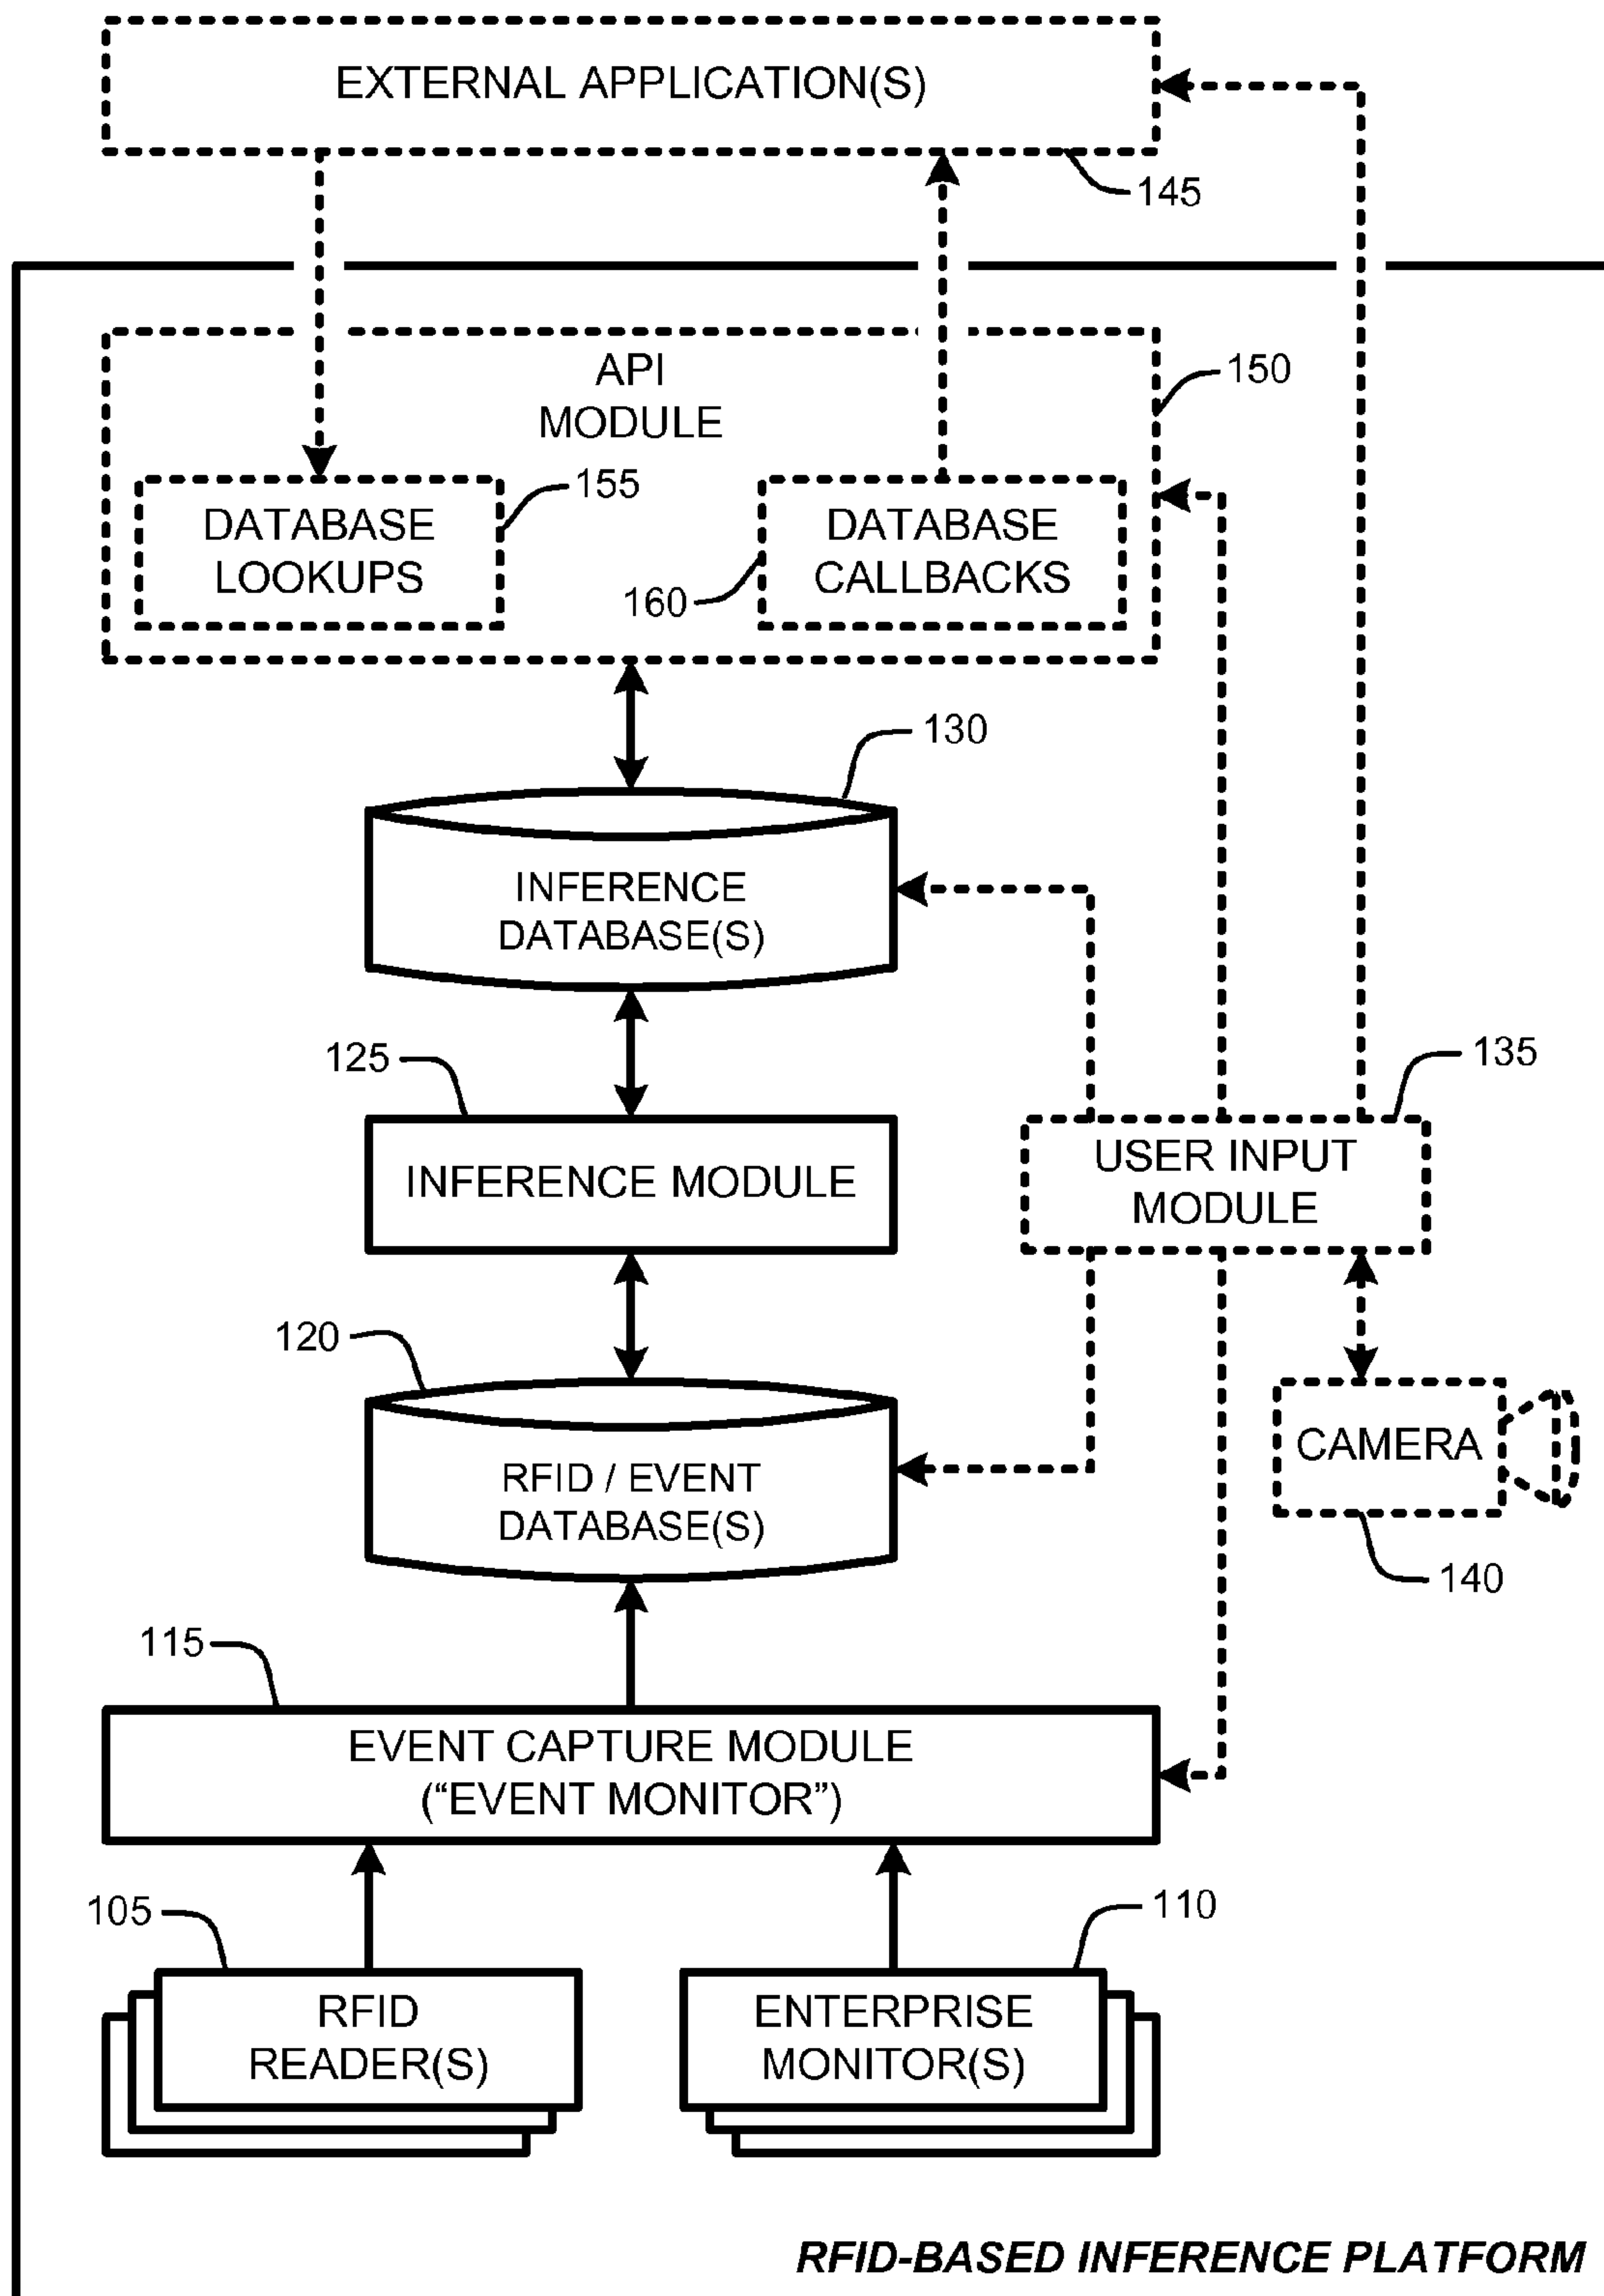 EXTERNAL APPLICATION(S)
145
API
MODULE
150
155
DATABASE
LOOKUPS
DATABASE
CALLBACKS
160
130
INFERENCE
DATABASE(S)
125
135
INFERENCE MODULE
USER INPUT
MODULE
120
RFID / EVENT
DATABASE(S)
CAMERA
140
115
EVENT CAPTURE MODULE
(“EVENT MONITOR”)
105
110
RFID
READER(S)
ENTERPRISE
MONITOR(S)
RFID-BASED INFERENCE PLATFORM